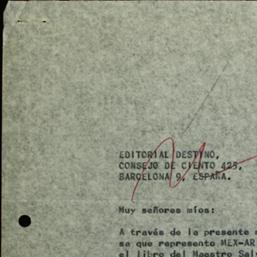 EDITORIAL DESTINO,
CONSEJO DE CIENTO 425,
BARCELONA 9. ESPAÑA.
Muy señores míos:
A través de la presente
se que represento MEX-AR
el libro del Maestro Sal